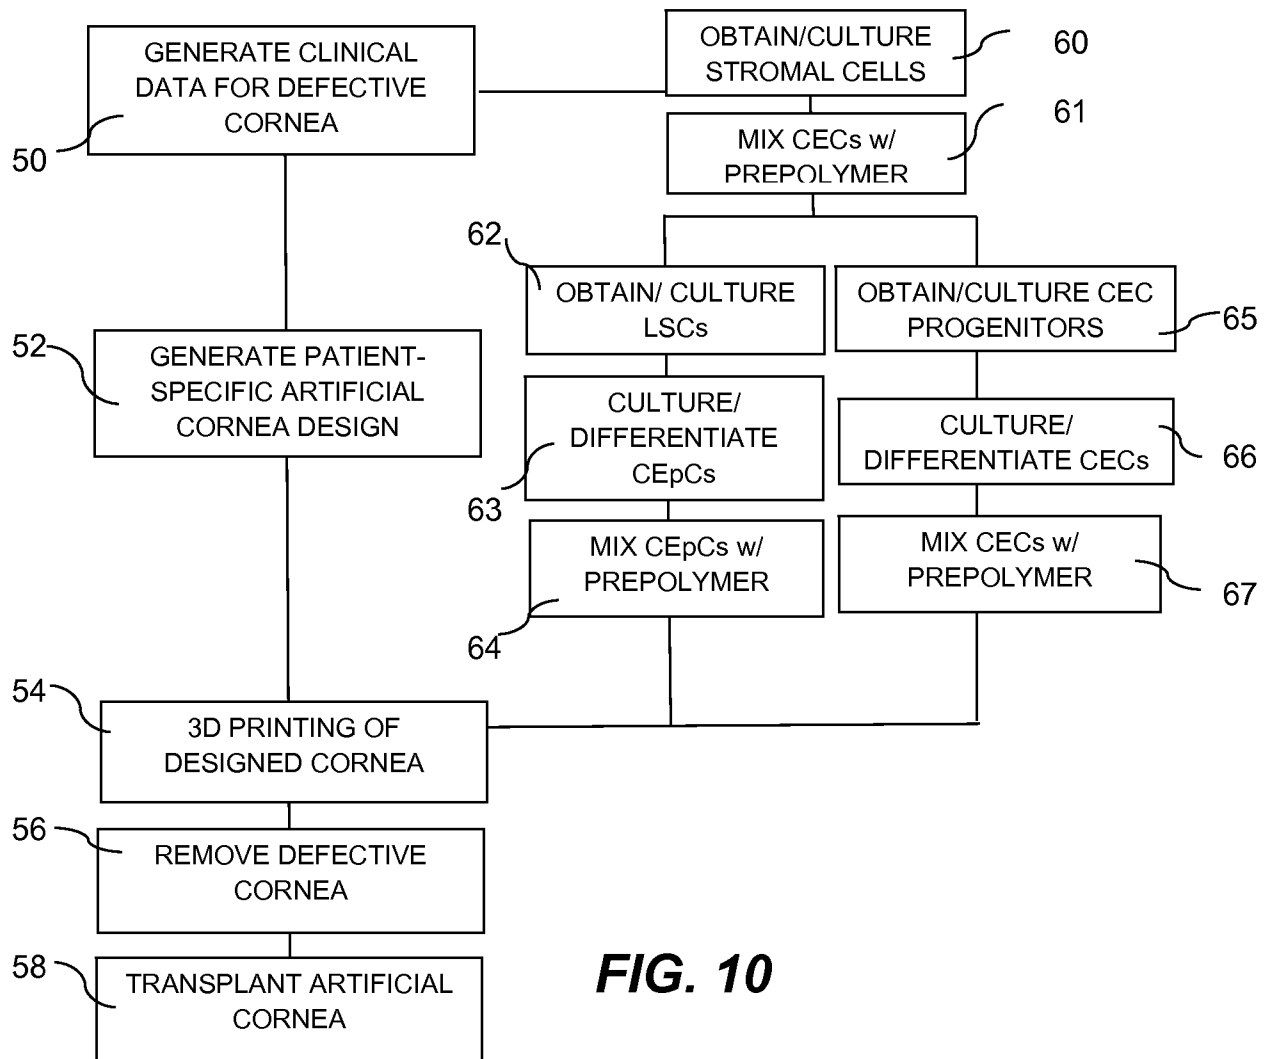 GENERATE CLINICAL
DATA FOR DEFECTIVE
CORNEA
50
OBTAIN/CULTURE
STROMAL CELLS
60
MIX CECs w/
PREPOLYMER
61
62
OBTAIN/ CULTURE
LSCs
OBTAIN/CULTURE CEC
PROGENITORS
65
52
GENERATE PATIENT-
SPECIFIC ARTIFICIAL
CORNEA DESIGN
CULTURE/
DIFFERENTIATE
CEpCs
63
CULTURE/
DIFFERENTIATE CECs
66
MIX CEpCs w/
PREPOLYMER
64
MIX CECs w/
PREPOLYMER
67
54
3D PRINTING OF
DESIGNED CORNEA
56
REMOVE DEFECTIVE
CORNEA
58
TRANSPLANT ARTIFICIAL
CORNEA
FIG. 10